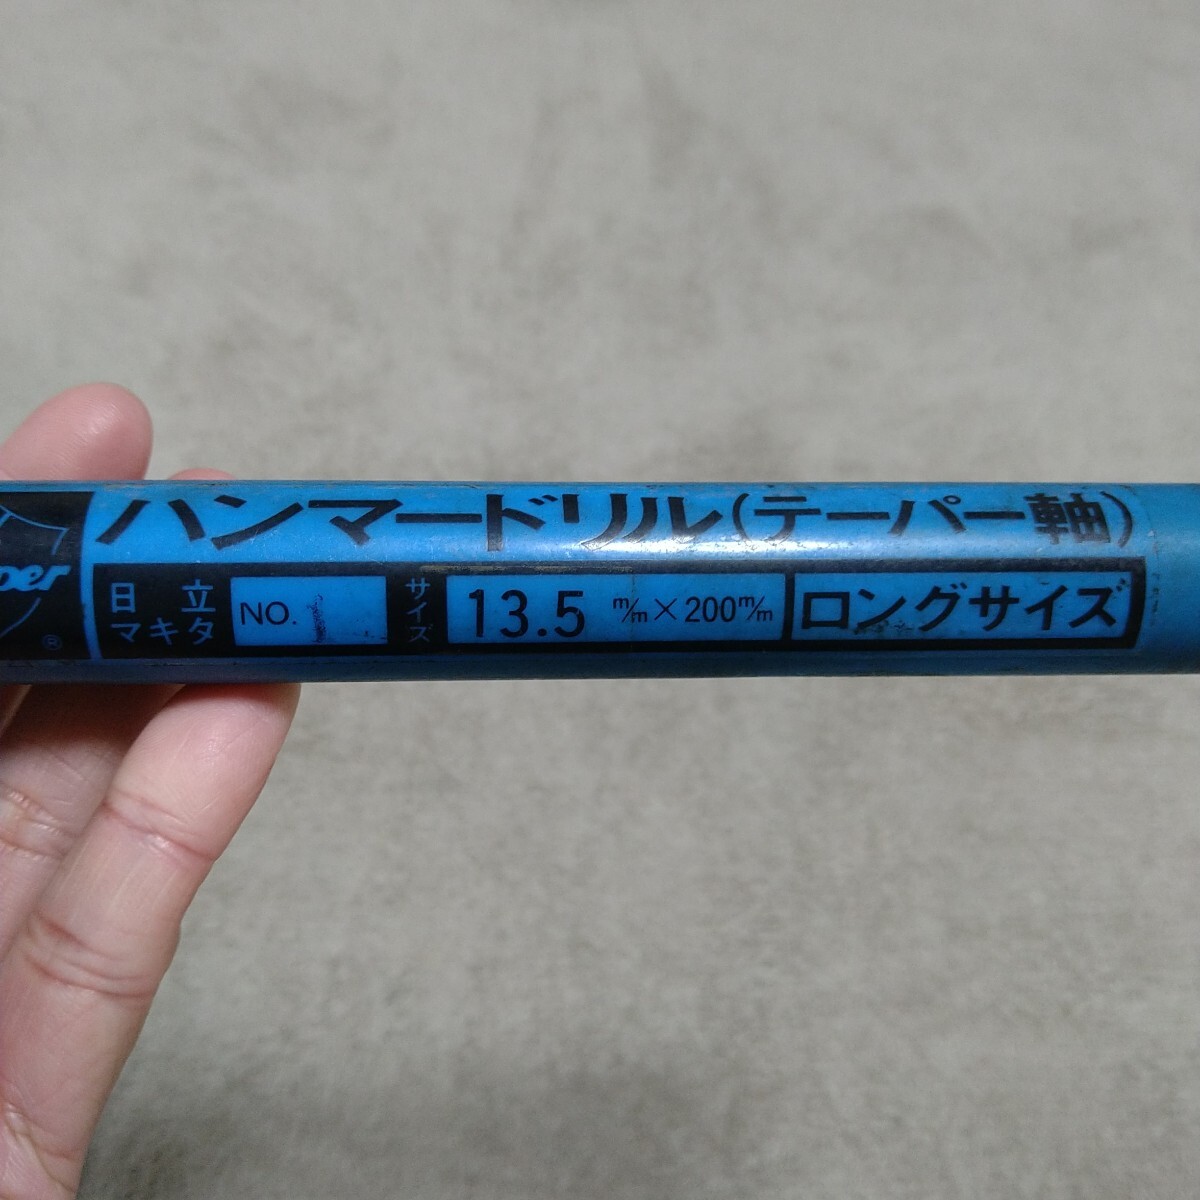 ハンマードリル(テーパー軸)
日立
マキタ
NO.
サイズ
13.5 m/m × 200m/m
ロングサイズ
®